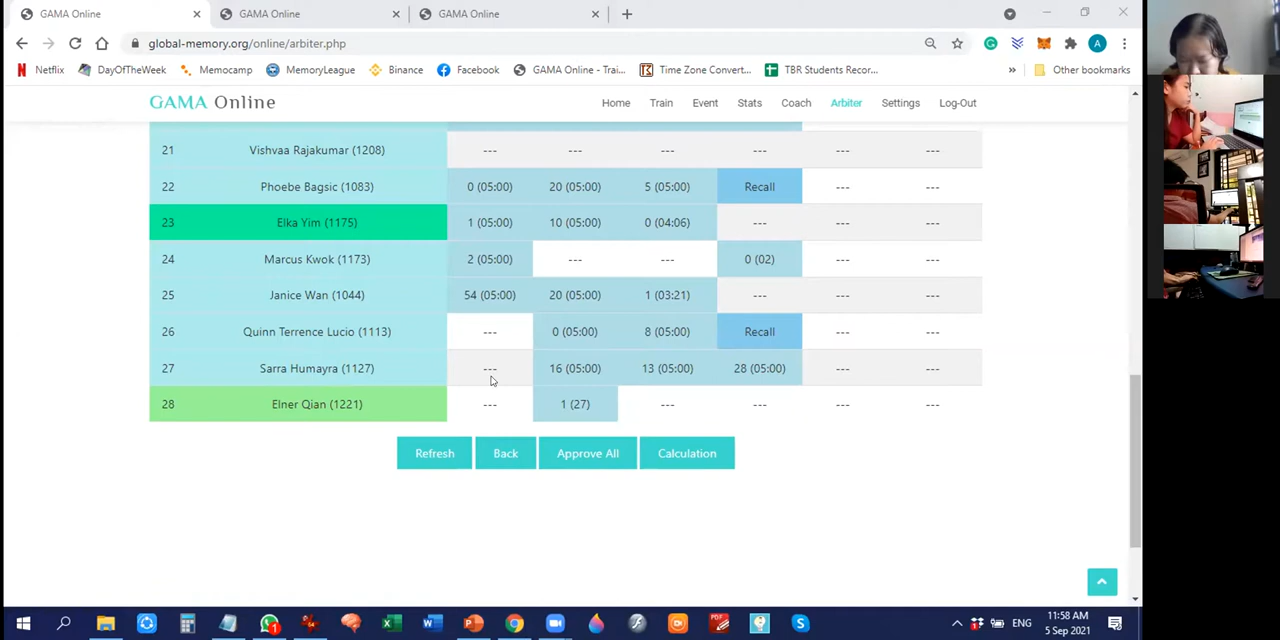 GAMA Online
GAMA Online
GAMA Online
global-memory.org/online/arbiter.php
A
Netflix
DayOfTheWeek
Memocamp
MemoryLeague
Binance
Facebook
GAMA Online - Trai...
Time Zone Convert...
TBR Students Recor...
»
Other bookmarks
GAMA Online
Home Train Event Stats Coach Arbiter Settings Log-Out
21 Vishvaa Rajakumar (1208) --- --- --- --- --- ---
22 Phoebe Bagsic (1083) 0 (05:00) 20 (05:00) 5 (05:00) Recall --- ---
23 Elka Yim (1175) 1 (05:00) 10 (05:00) 0 (04:06) --- --- ---
24 Marcus Kwok (1173) 2 (05:00) --- --- 0 (02) --- ---
25 Janice Wan (1044) 54 (05:00) 20 (05:00) 1 (03:21) --- --- ---
26 Quinn Terrence Lucio (1113) --- 0 (05:00) 8 (05:00) Recall --- ---
27 Sarra Humayra (1127) --- 16 (05:00) 13 (05:00) 28 (05:00) --- ---
28 Elner Qian (1221) --- 1 (27) --- --- --- ---
Refresh Back Approve All Calculation
ENG
11:58 AM
5 Sep 2021